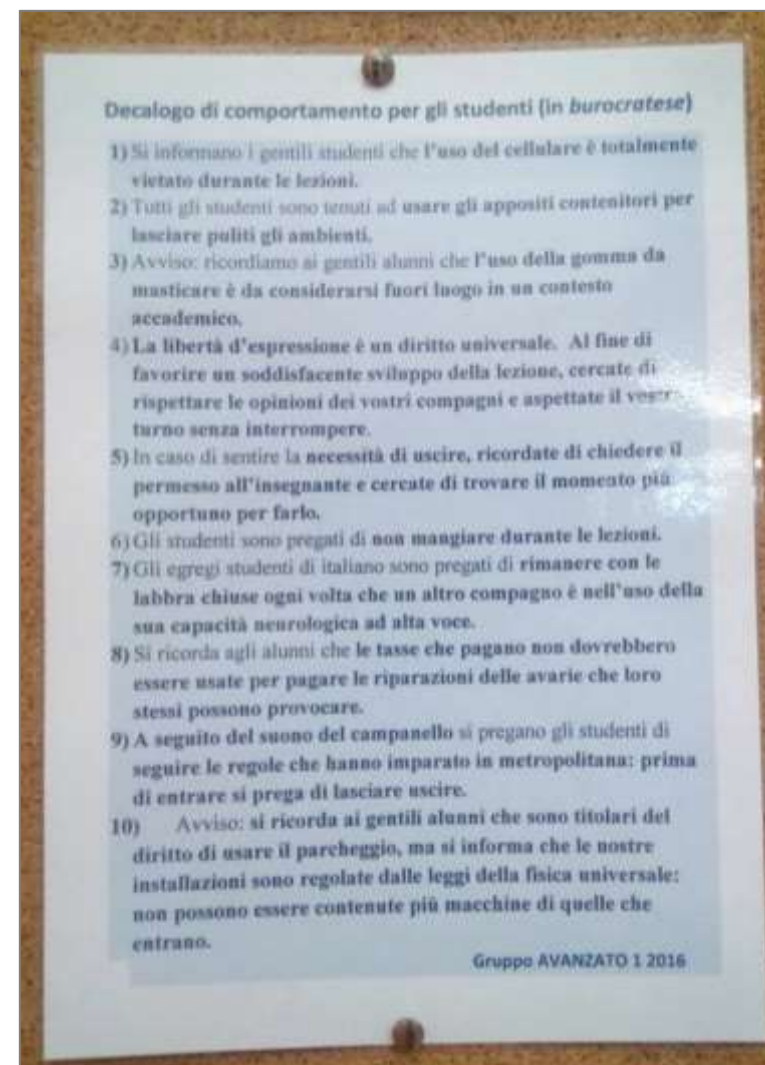 Decalogo di comportamento per gli studenti (in burocratese)
1) Si informano i gentili studenti che l'uso del cellulare è totalmente
vietato durante le lezioni.
2) Tutti gli studenti sono tenuti ad usare gli appositi contenitori per
lasciare puliti gli ambienti.
3) Avviso: ricordiamo ai gentili alunni che l'uso della gomma da
masticare è da considerarsi fuori luogo in un contesto
accademico.
4) La libertà d'espressione è un diritto universale. Al fine di
favorire un soddisfacente sviluppo della lezione, cercate di
rispettare le opinioni dei vostri compagni e aspettate il vostr
turno senza interrompere.
5) In caso di sentire la necessità di uscire, ricordate di chiedere il
permesso all'insegnante e cercate di trovare il momento più
opportuno per farlo.
6) Gli studenti sono pregati di non mangiare durante le lezioni.
7) Gli egregi studenti di italiano sono pregati di rimanere con le
labbra chiuse ogni volta che un altro compagno è nell'uso della
sua capacità neurologica ad alta voce.
8) Si ricorda agli alunni che le tasse che pagano non dovrebbero
essere usate per pagare le riparazioni delle avarie che loro
stessi possono provocare.
9) A seguito del suono del campanello si pregano gli studenti di
seguire le regole che hanno imparato in metropolitana: prima
di entrare si prega di lasciare uscire.
10) Avviso: si ricorda ai gentili alunni che sono titolari del
diritto di usare il parcheggio, ma si informa che le nostre
installazioni sono regolate dalle leggi della fisica universale:
non possono essere contenute più macchine di quelle che
entrano.
Gruppo AVANZATO 1 2016